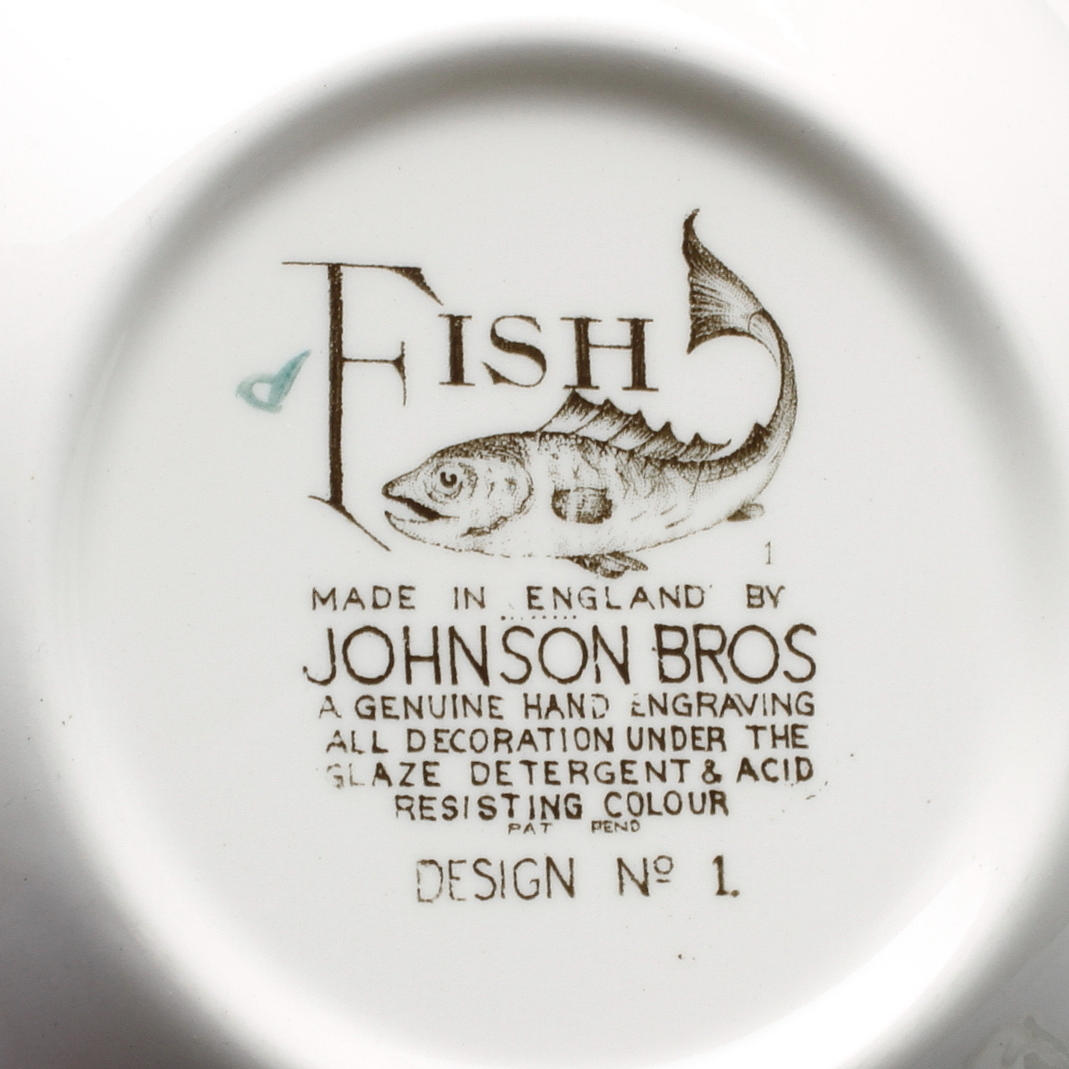 FISH
1
MADE IN ENGLAND BY
JOHNSON BROS
A GENUINE HAND ENGRAVING
ALL DECORATION UNDER THE
GLAZE DETERGENT & ACID
RESISTING COLOUR
PAT PEND
DESIGN Nº 1.